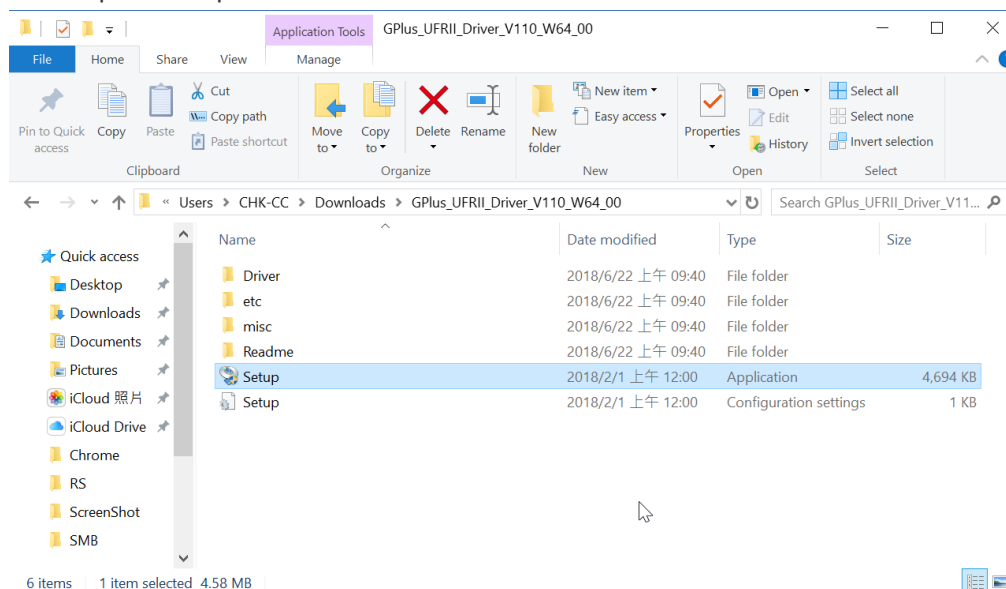 Application Tools GPlus_UFRII_Driver_V110_W64_00
File Home Share View Manage
Pin to Quick access
Copy
Paste
Cut
Copy path
Paste shortcut
Clipboard
Move to
Copy to
Delete
Rename
Organize
New folder
New item
Easy access
New
Properties
Open
Edit
History
Open
Select all
Select none
Invert selection
Select
« Users > CHK-CC > Downloads > GPlus_UFRII_Driver_V110_W64_00
Search GPlus_UFRII_Driver_V11...
Quick access
Desktop
Downloads
Documents
Pictures
iCloud 照片
iCloud Drive
Chrome
RS
ScreenShot
SMB
Name Date modified Type Size
Driver 2018/6/22 上午 09:40 File folder
etc 2018/6/22 上午 09:40 File folder
misc 2018/6/22 上午 09:40 File folder
Readme 2018/6/22 上午 09:40 File folder
Setup 2018/2/1 上午 12:00 Application 4,694 KB
Setup 2018/2/1 上午 12:00 Configuration settings 1 KB
6 items 1 item selected 4.58 MB